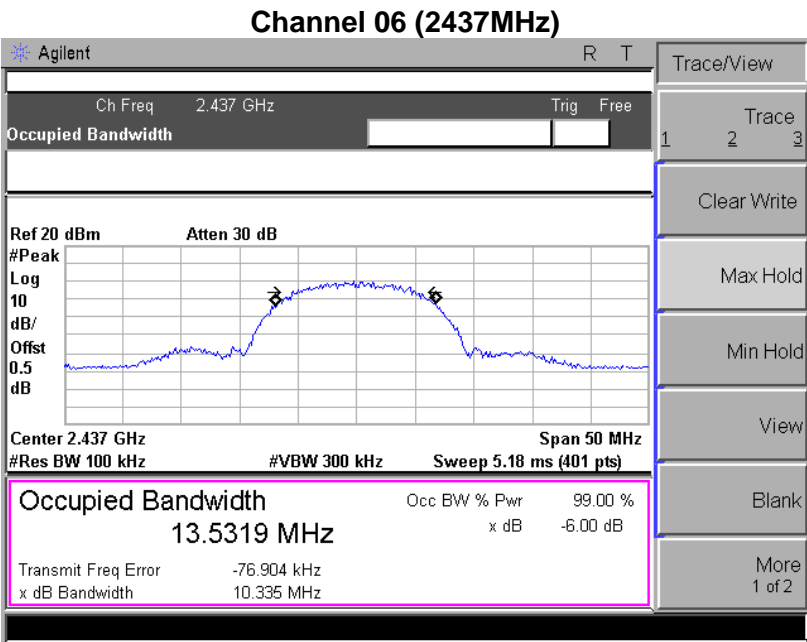 Channel 06 (2437MHz)
Agilent R T
Trace/View
Ch Freq 2.437 GHz Trig Free
Occupied Bandwidth
Trace
1 2 3
Clear Write
Ref 20 dBm Atten 30 dB
#Peak
Log
10
dB/
Offst
0.5
dB
Max Hold
Min Hold
Center 2.437 GHz Span 50 MHz
#Res BW 100 kHz #VBW 300 kHz Sweep 5.18 ms (401 pts)
View
Occupied Bandwidth Occ BW % Pwr 99.00 %
13.5319 MHz x dB -6.00 dB
Blank
Transmit Freq Error -76.904 kHz
x dB Bandwidth 10.335 MHz
More
1 of 2